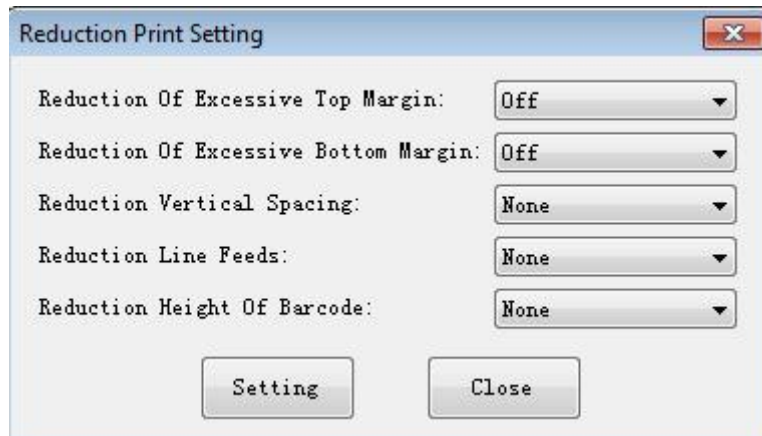 Reduction Print Setting
Reduction Of Excessive Top Margin: Off
Reduction Of Excessive Bottom Margin: Off
Reduction Vertical Spacing: None
Reduction Line Feeds: None
Reduction Height Of Barcode: None
Setting Close